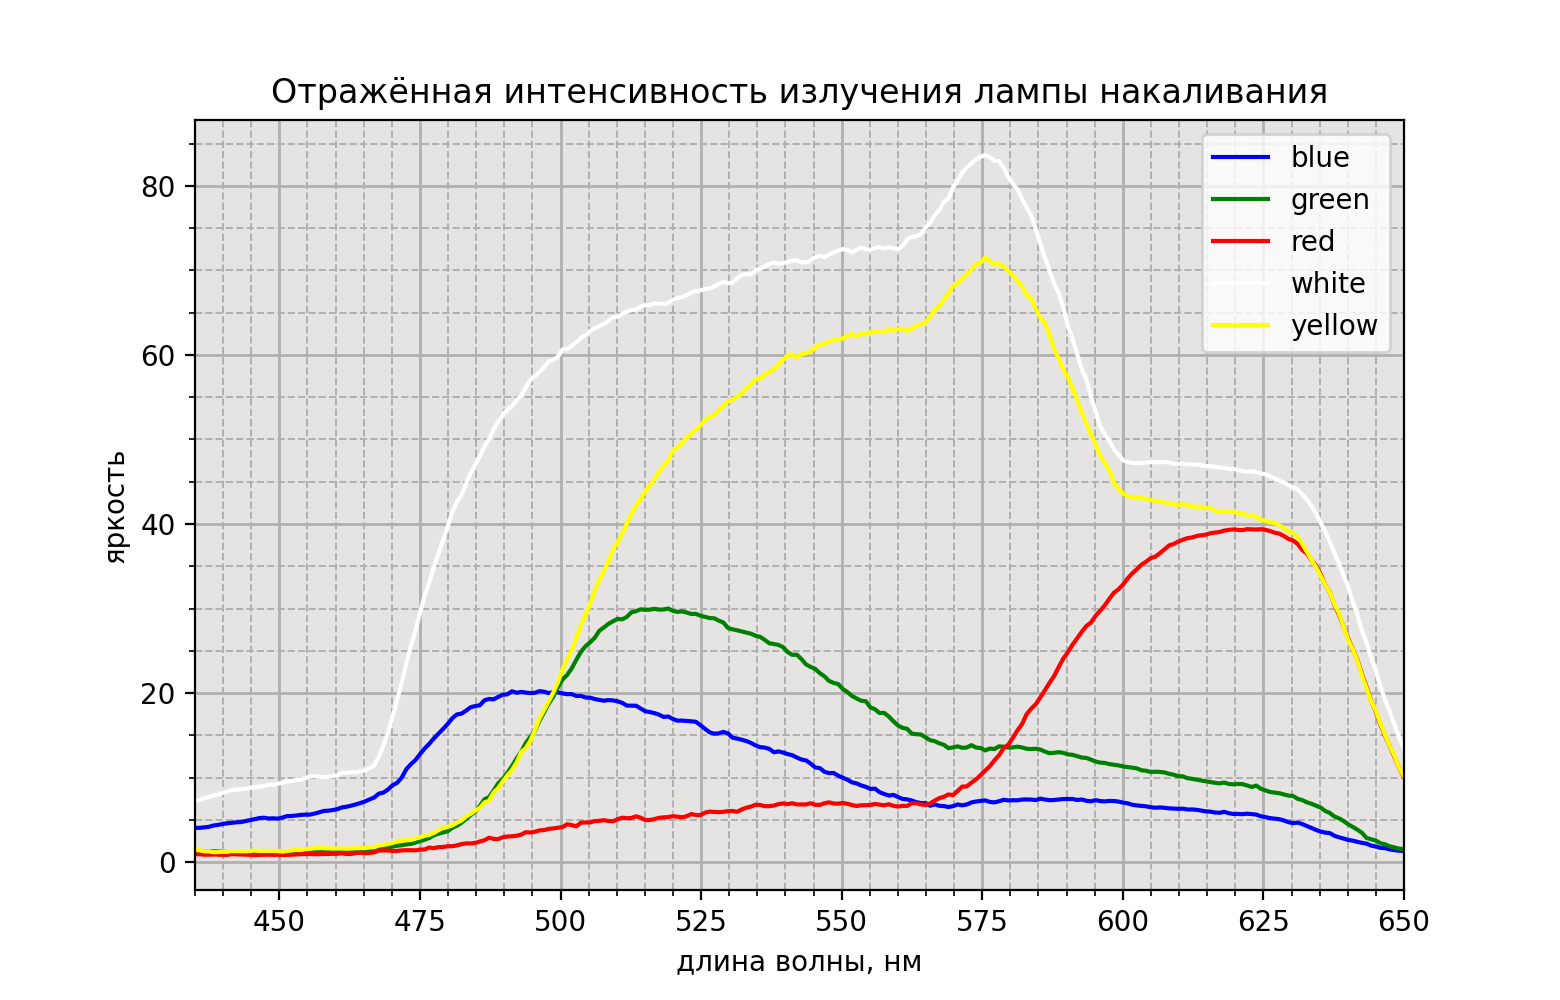 Отражённая интенсивность излучения лампы накаливания
blue
green
red
white
yellow
яркость
80
60
40
20
0
450 475 500 525 550 575 600 625 650
длина волны, нм